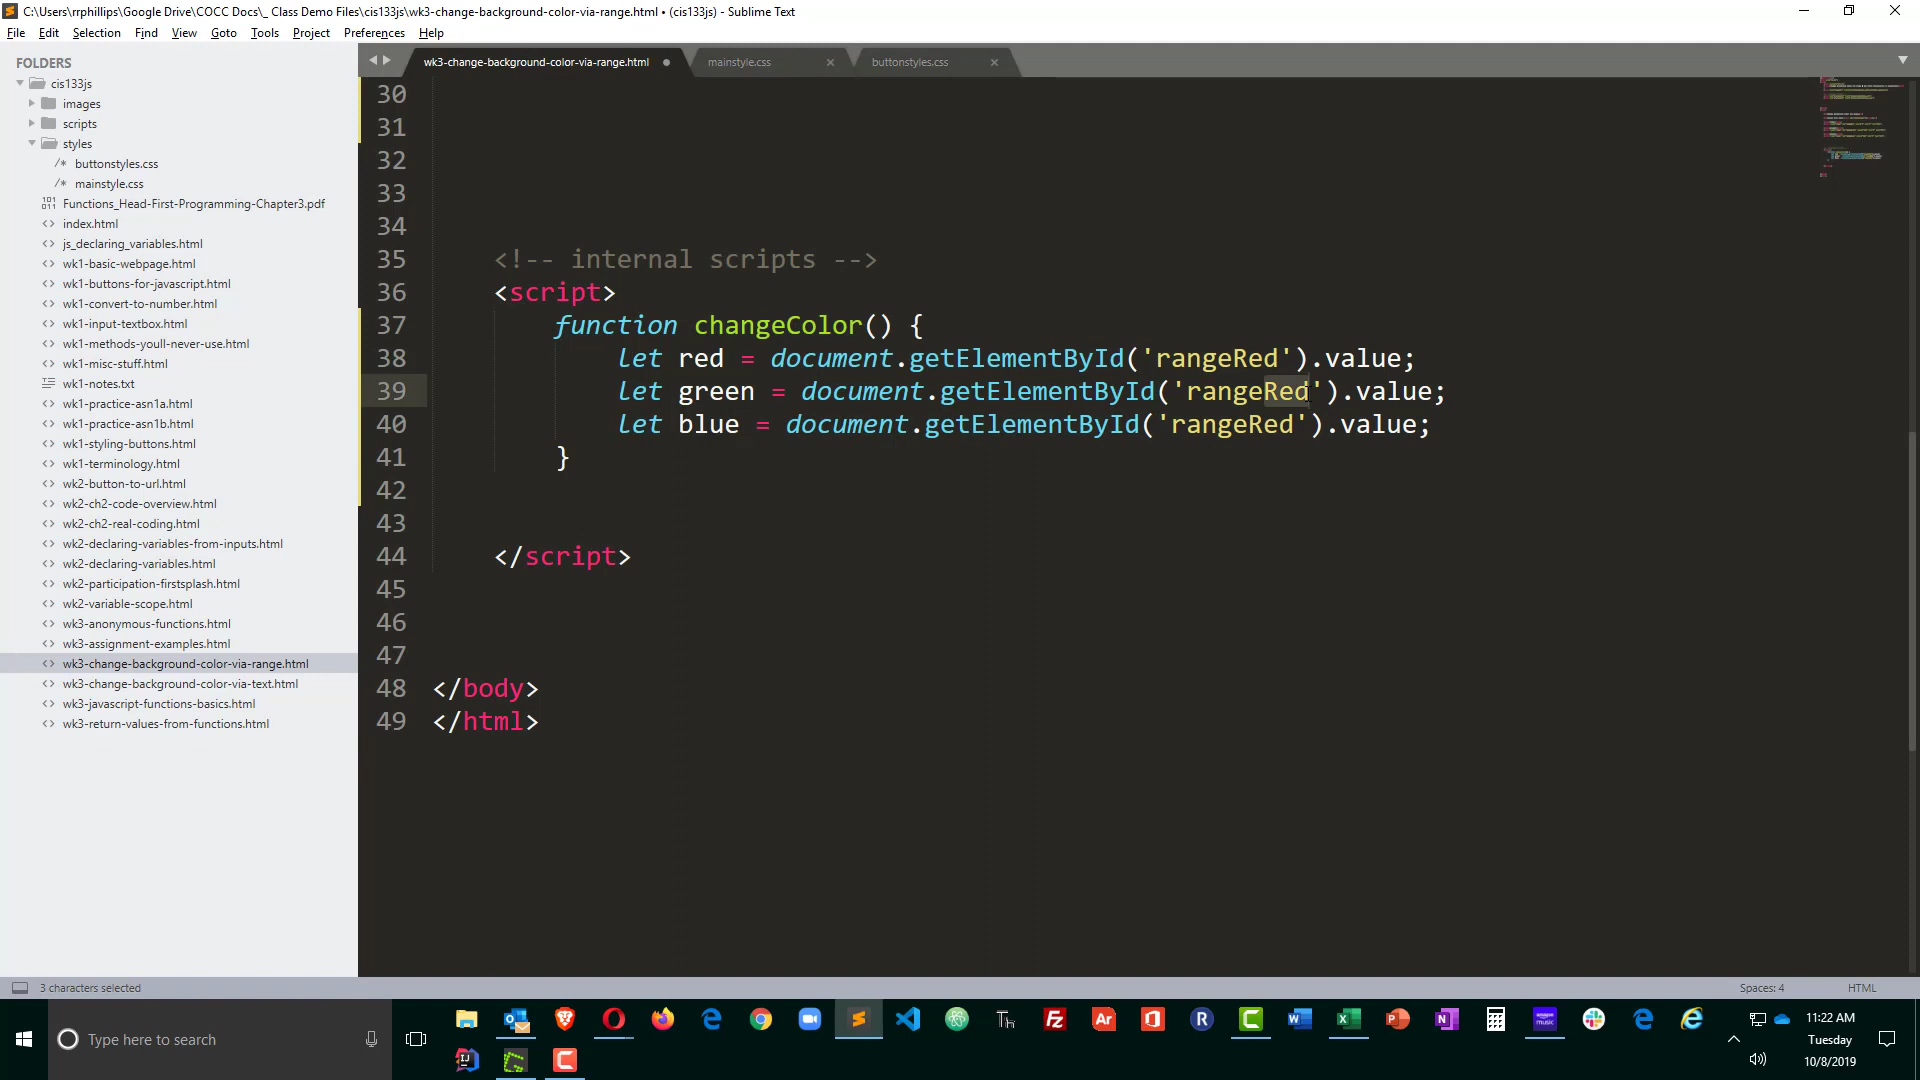 C:\Users\rrphillips\Google Drive\COCC Docs\_ Class Demo Files\cis133js\wk3-change-background-color-via-range.html • (cis133js) - Sublime Text
File Edit Selection Find View Goto Tools Project Preferences Help
FOLDERS
cis133js
images
scripts
styles
/* buttonstyles.css
/* mainstyle.css
Functions_Head-First-Programming-Chapter3.pdf
index.html
js_declaring_variables.html
wk1-basic-webpage.html
wk1-buttons-for-javascript.html
wk1-convert-to-number.html
wk1-input-textbox.html
wk1-methods-youll-never-use.html
wk1-misc-stuff.html
wk1-notes.txt
wk1-practice-asn1a.html
wk1-practice-asn1b.html
wk1-styling-buttons.html
wk1-terminology.html
wk2-button-to-url.html
wk2-ch2-code-overview.html
wk2-ch2-real-coding.html
wk2-declaring-variables-from-inputs.html
wk2-declaring-variables.html
wk2-participation-firstsplash.html
wk2-variable-scope.html
wk3-anonymous-functions.html
wk3-assignment-examples.html
wk3-change-background-color-via-range.html
wk3-change-background-color-via-text.html
wk3-javascript-functions-basics.html
wk3-return-values-from-functions.html
wk3-change-background-color-via-range.html mainstyle.css buttonstyles.css
30
31
32
33
34
35 <!-- internal scripts -->
36 <script>
37 function changeColor() {
38 let red = document.getElementById('rangeRed').value;
39 let green = document.getElementById('rangeRed').value;
40 let blue = document.getElementById('rangeRed').value;
41 }
42
43
44 </script>
45
46
47
48 </body>
49 </html>
3 characters selected Spaces: 4 HTML
Type here to search
11:22 AM
Tuesday
10/8/2019